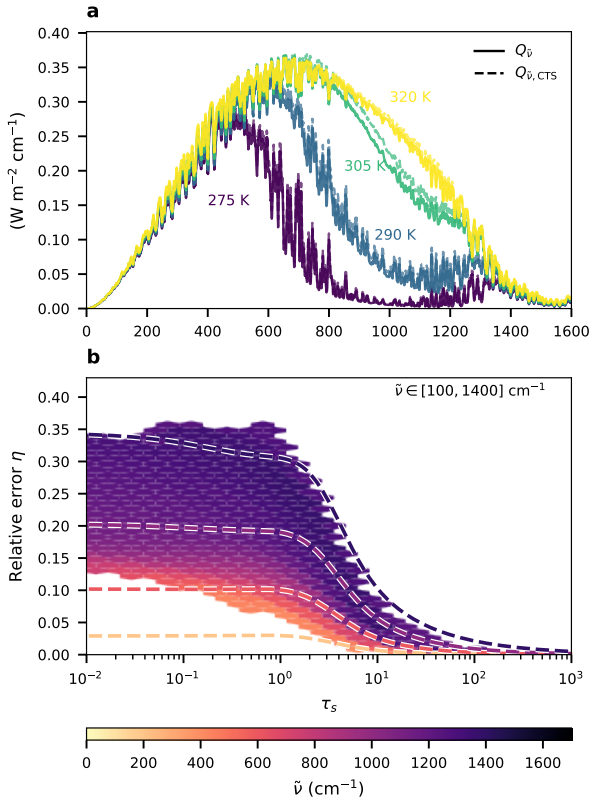 a
0.40
0.35
0.30
0.25
0.20
0.15
0.10
0.05
0.00
(W m⁻² cm⁻¹)
Q_ν̃
Q_ν̃,CTS
320 K
305 K
275 K
290 K
0 200 400 600 800 1000 1200 1400 1600
b
ν̃ ∈ [100, 1400] cm⁻¹
0.40
0.35
0.30
0.25
0.20
0.15
0.10
0.05
0.00
Relative error η
10⁻² 10⁻¹ 10⁰ 10¹ 10² 10³
τ_s
0 200 400 600 800 1000 1200 1400 1600
ν̃ (cm⁻¹)